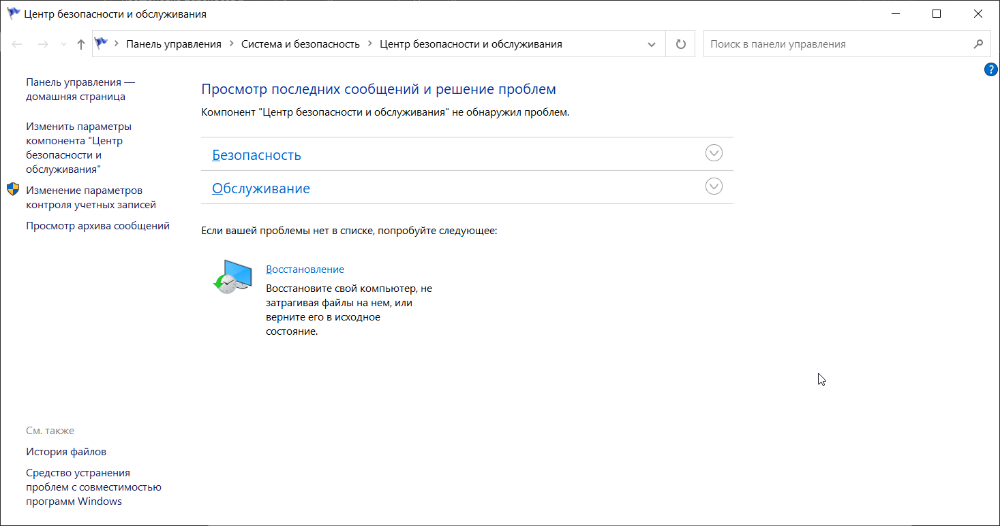 Центр безопасности и обслуживания
Панель управления
Система и безопасность
Центр безопасности и обслуживания
Поиск в панели управления
?
Панель управления —
домашняя страница
Изменить параметры
компонента "Центр
безопасности и
обслуживания"
Изменение параметров
контроля учетных записей
Просмотр архива сообщений
Просмотр последних сообщений и решение проблем
Компонент "Центр безопасности и обслуживания" не обнаружил проблем.
Безопасность
Обслуживание
Если вашей проблемы нет в списке, попробуйте следующее:
Восстановление
Восстановите свой компьютер, не
затрагивая файлы на нем, или
верните его в исходное
состояние.
См. также
История файлов
Средство устранения
проблем с совместимостью
программ Windows